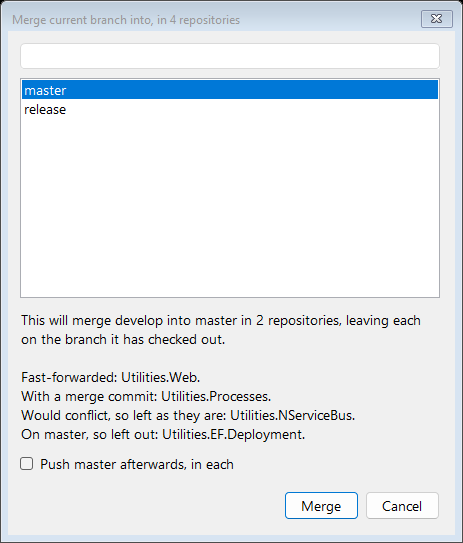 Merge current branch into, in 4 repositories
master
release
This will merge develop into master in 2 repositories, leaving each
on the branch it has checked out.
Fast-forwarded: Utilities.Web.
With a merge commit: Utilities.Processes.
Would conflict, so left as they are: Utilities.NServiceBus.
On master, so left out: Utilities.EF.Deployment.
Push master afterwards, in each
Merge
Cancel